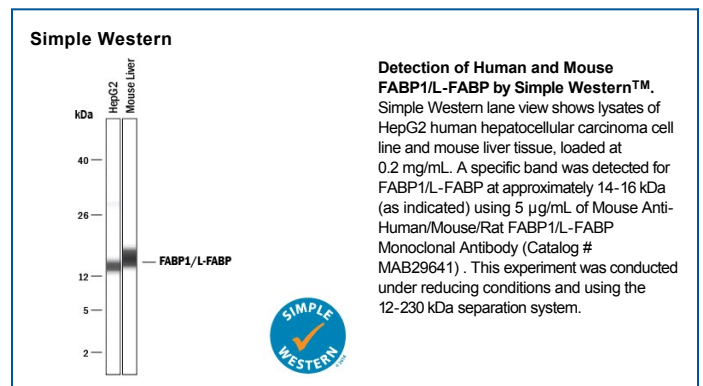 Simple Western
HepG2
Mouse Liver
kDa
40
26
12
5
2
FABP1/L-FABP
SIMPLE
WESTERN
Detection of Human and Mouse
FABP1/L-FABP by Simple Western™.
Simple Western lane view shows lysates of
HepG2 human hepatocellular carcinoma cell
line and mouse liver tissue, loaded at
0.2 mg/mL. A specific band was detected for
FABP1/L-FABP at approximately 14-16 kDa
(as indicated) using 5 µg/mL of Mouse Anti-
Human/Mouse/Rat FABP1/L-FABP
Monoclonal Antibody (Catalog #
MAB29641) . This experiment was conducted
under reducing conditions and using the
12-230 kDa separation system.